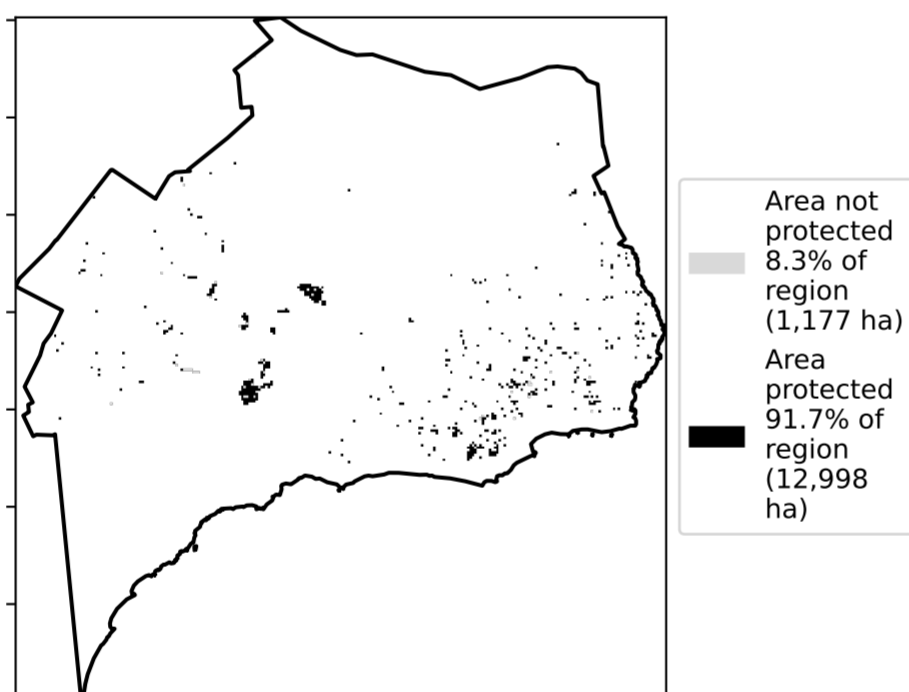 Area not
protected
8.3% of
region
(1,177 ha)
Area
protected
91.7% of
region
(12,998
ha)